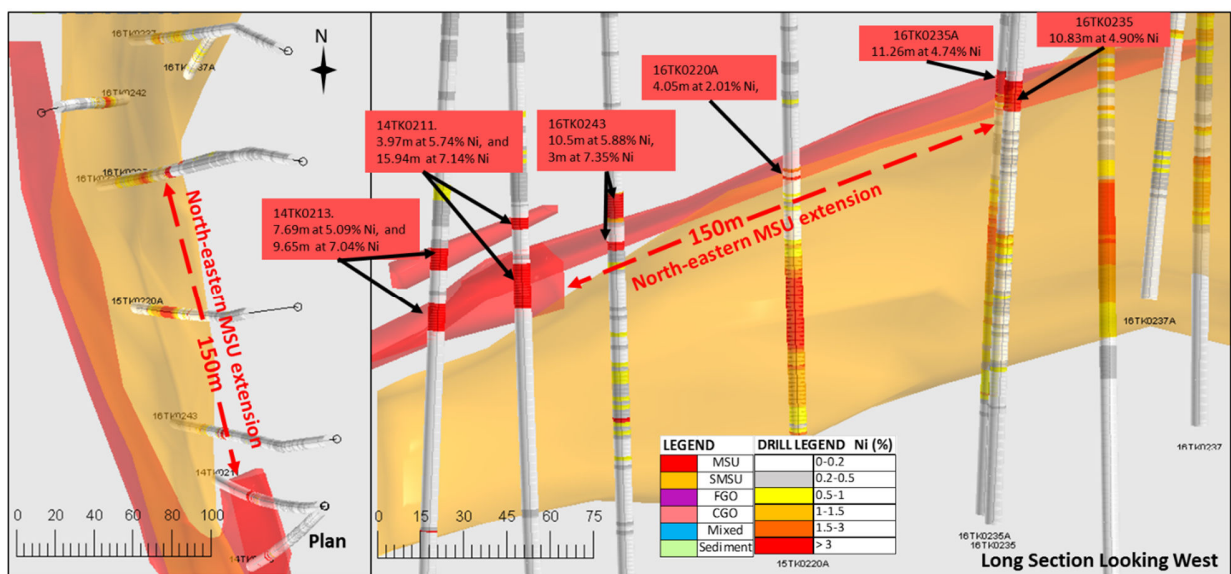 16TK0227
N
16TK0237A
16TK0242
North-eastern MSU extension
150m
15TK0220A
16TK0243
0 20 40 60 80 100
Plan
14TK0213.
7.69m at 5.09% Ni, and
9.65m at 7.04% Ni
14TK0211.
3.97m at 5.74% Ni, and
15.94m at 7.14% Ni
16TK0243
10.5m at 5.88% Ni,
3m at 7.35% Ni
16TK0220A
4.05m at 2.01% Ni,
16TK0235A
11.26m at 4.74% Ni
16TK0235
10.83m at 4.90% Ni
150m
North-eastern MSU extension
16TK0237A
16TK0237
16TK0235A
16TK0235
15TK0220A
0 15 30 45 60 75
LEGEND DRILL LEGEND Ni (%)
MSU 0-0.2
SMSU 0.2-0.5
FGO 0.5-1
CGO 1-1.5
Mixed 1.5-3
Sediment > 3
Long Section Looking West